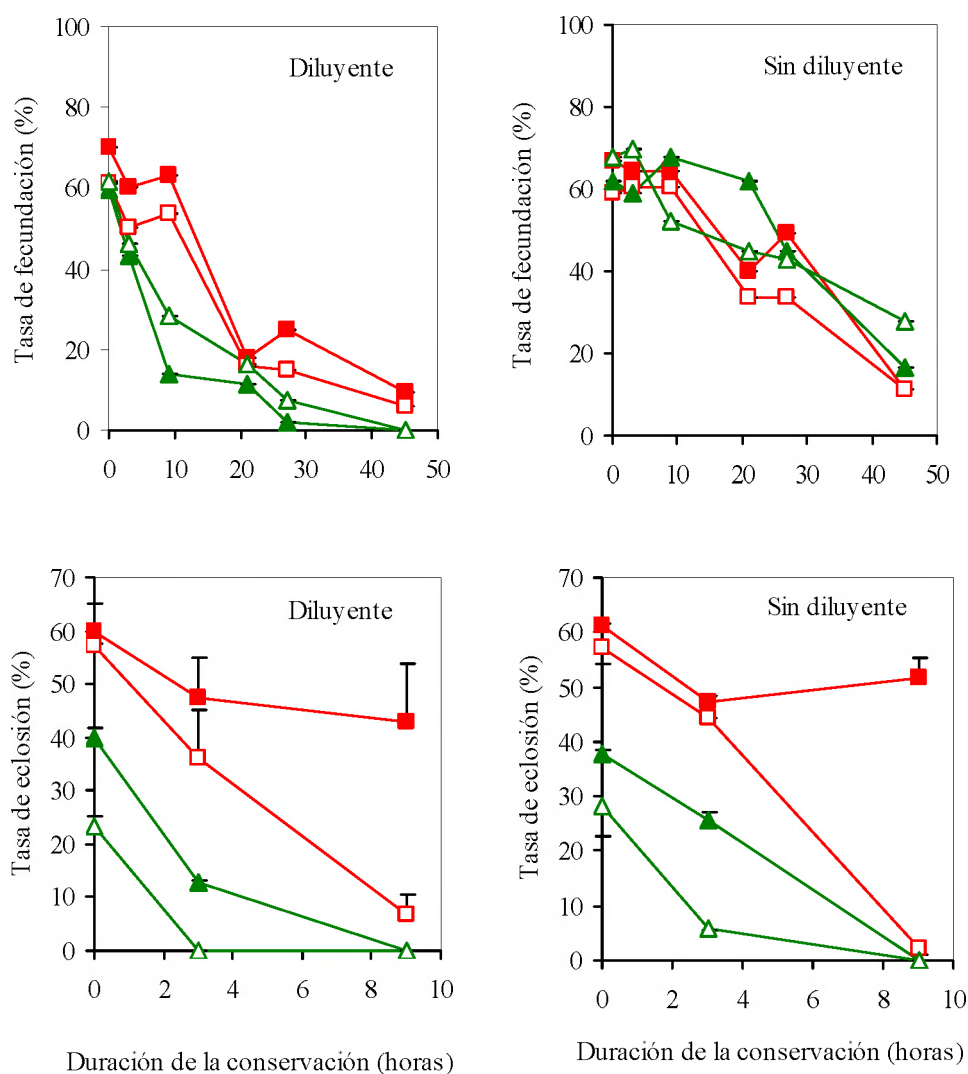 Diluyente
Tasa de fecundación (%)
100
80
60
40
20
0
0 10 20 30 40 50
Sin diluyente
Tasa de fecundación (%)
100
80
60
40
20
0
0 10 20 30 40 50
Diluyente
Tasa de eclosión (%)
70
60
50
40
30
20
10
0
0 2 4 6 8 10
Duración de la conservación (horas)
Sin diluyente
Tasa de eclosión (%)
70
60
50
40
30
20
10
0
0 2 4 6 8 10
Duración de la conservación (horas)